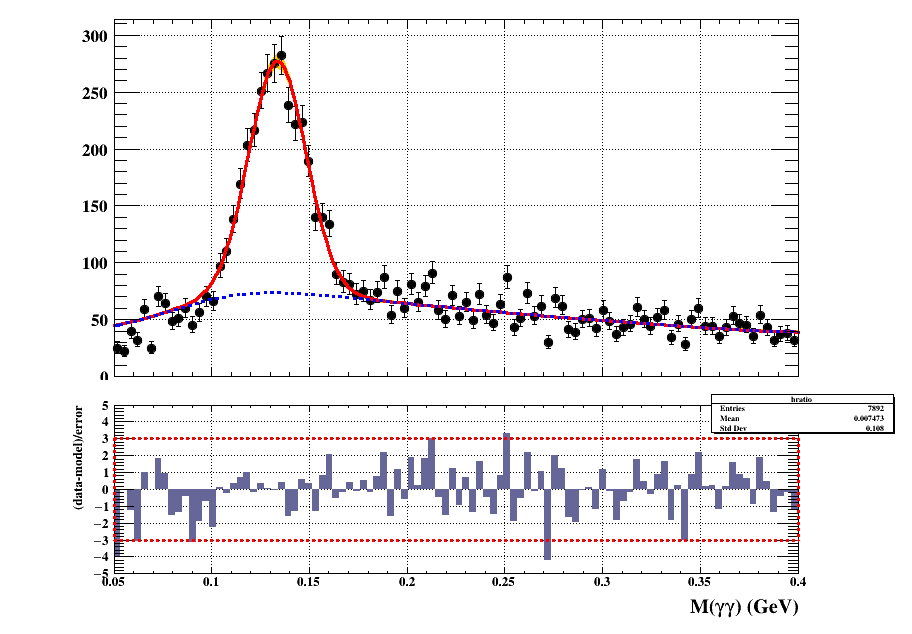 300
250
200
150
100
50
0
(data-model)/error
5
4
3
2
1
0
−1
−2
−3
−4
−5
hratio
Entries 7892
Mean 0.007473
Std Dev 0.108
0.05 0.1 0.15 0.2 0.25 0.3 0.35 0.4
M(γγ) (GeV)